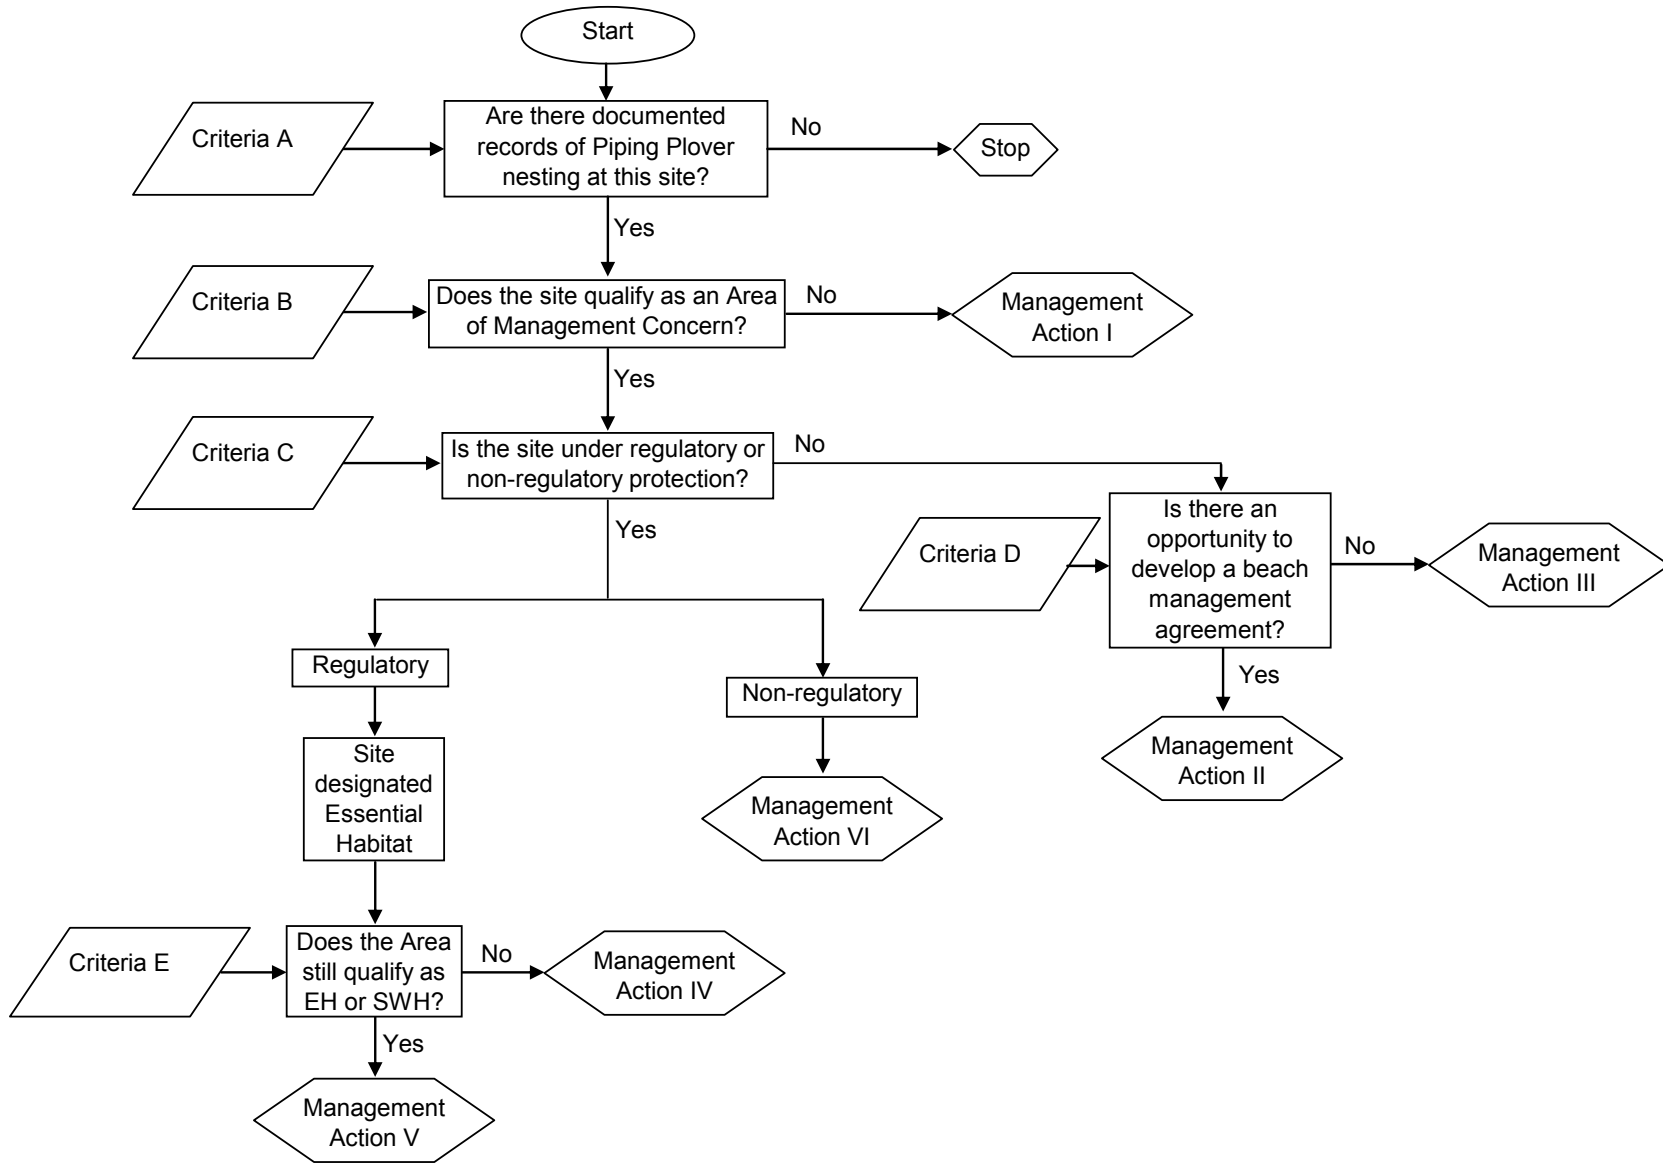 Start
Criteria A
Are there documented
records of Piping Plover
nesting at this site?
No
Stop
Yes
Criteria B
Does the site qualify as an Area
of Management Concern?
No
Management
Action I
Yes
Criteria C
Is the site under regulatory or
non-regulatory protection?
No
Yes
Criteria D
Is there an
opportunity to
develop a beach
management
agreement?
No
Management
Action III
Yes
Management
Action II
Regulatory
Non-regulatory
Site
designated
Essential
Habitat
Management
Action VI
Criteria E
Does the Area
still qualify as
EH or SWH?
No
Management
Action IV
Yes
Management
Action V